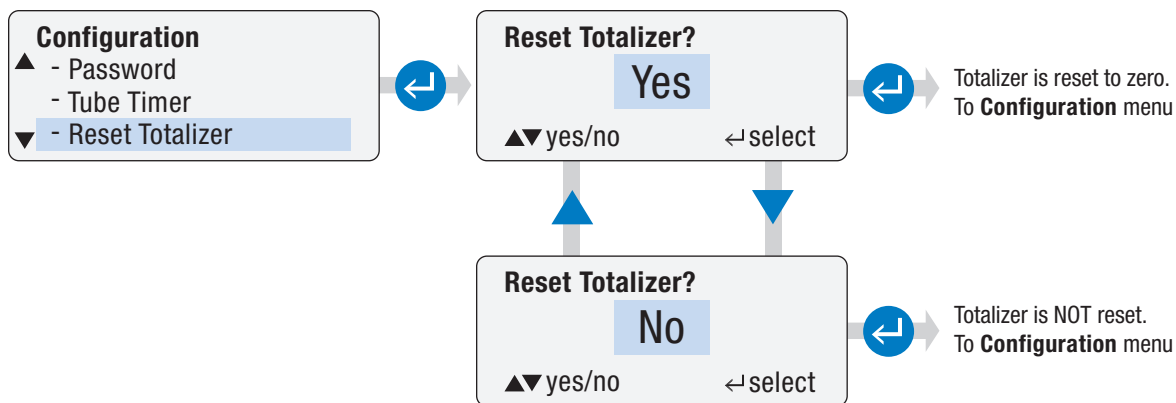 Configuration
- Password
- Tube Timer
- Reset Totalizer
Reset Totalizer?
Yes
▲▼ yes/no ↵ select
Totalizer is reset to zero.
To Configuration menu
Reset Totalizer?
No
▲▼ yes/no ↵ select
Totalizer is NOT reset.
To Configuration menu